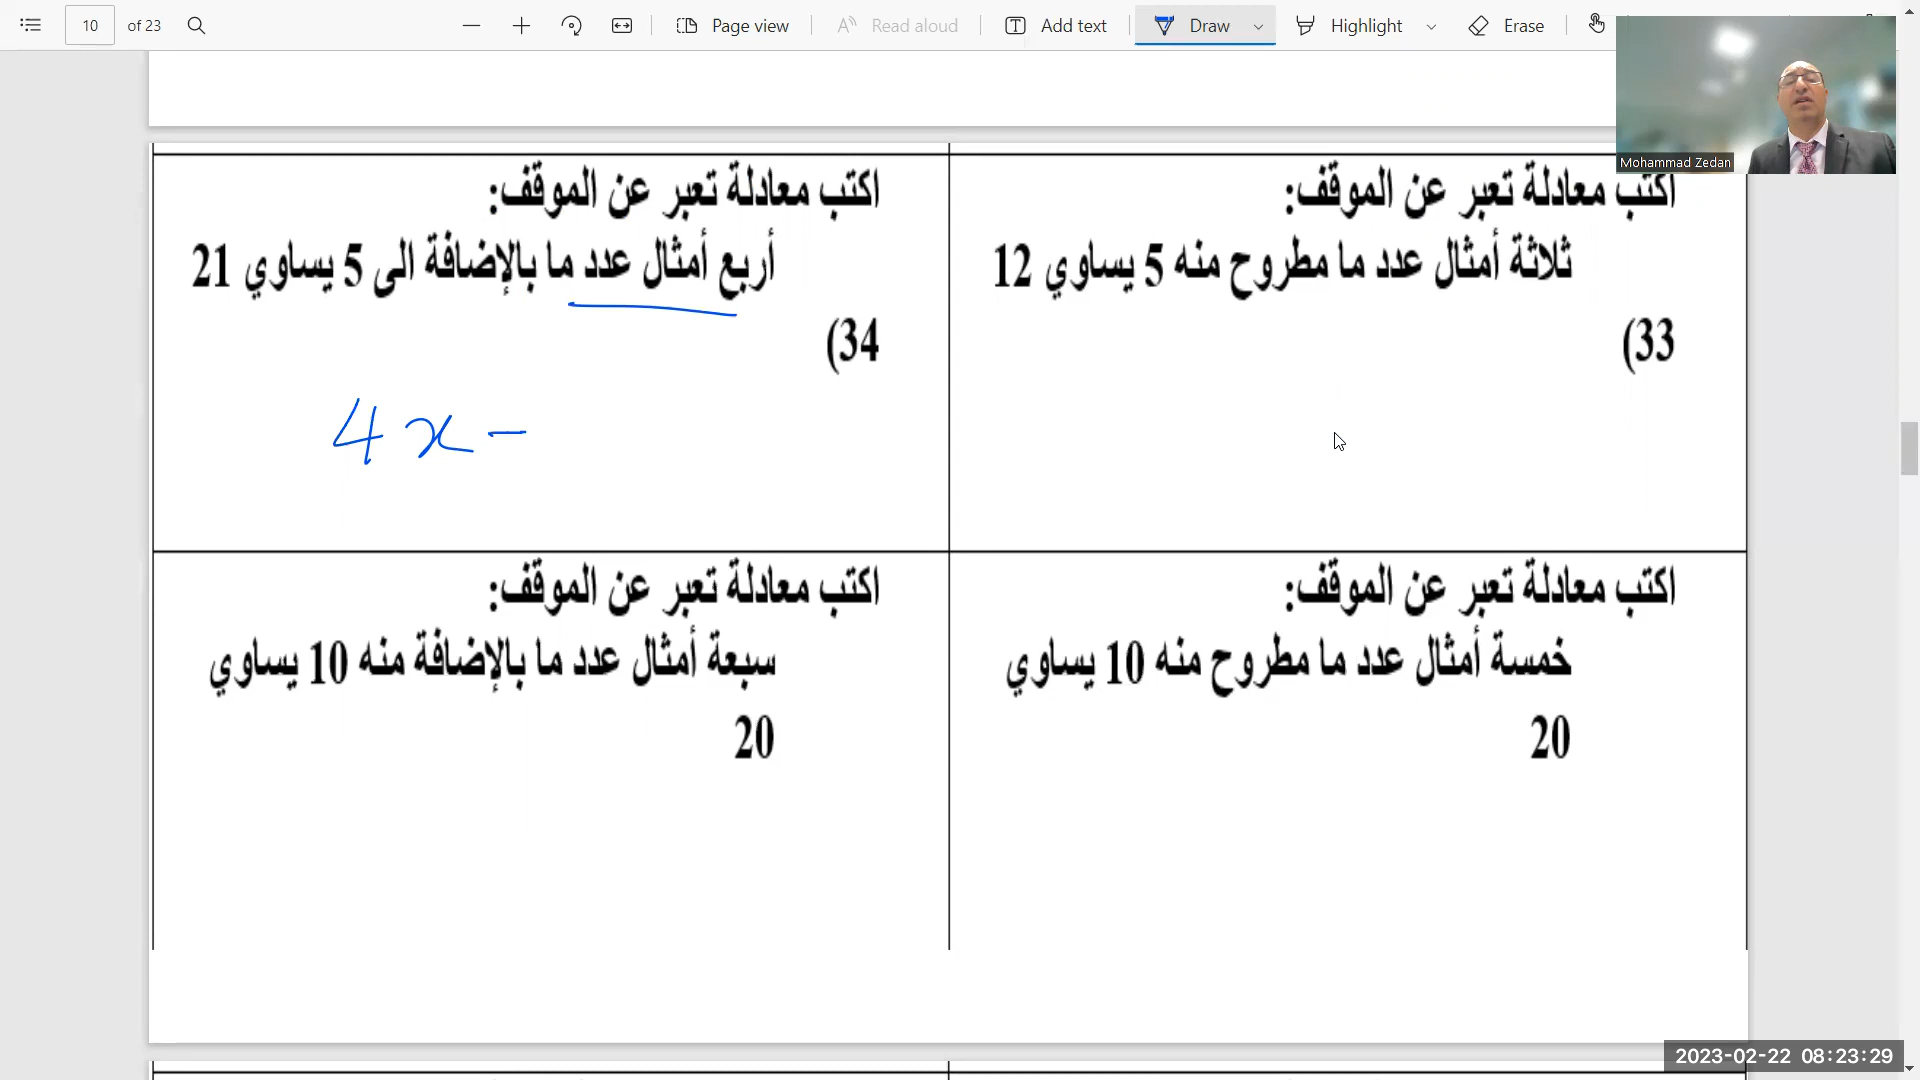 10 of 23 Page view Read aloud Add text Draw Highlight Erase
Mohammad Zedan
اكتب معادلة تعبر عن الموقف:
ثلاثة أمثال عدد ما مطروح منه 5 يساوي 12
(33
اكتب معادلة تعبر عن الموقف:
أربع أمثال عدد ما بالإضافة الى 5 يساوي 21
(34
4x -
اكتب معادلة تعبر عن الموقف:
خمسة أمثال عدد ما مطروح منه 10 يساوي
20
اكتب معادلة تعبر عن الموقف:
سبعة أمثال عدد ما بالإضافة منه 10 يساوي
20
2023-02-22 08:23:29